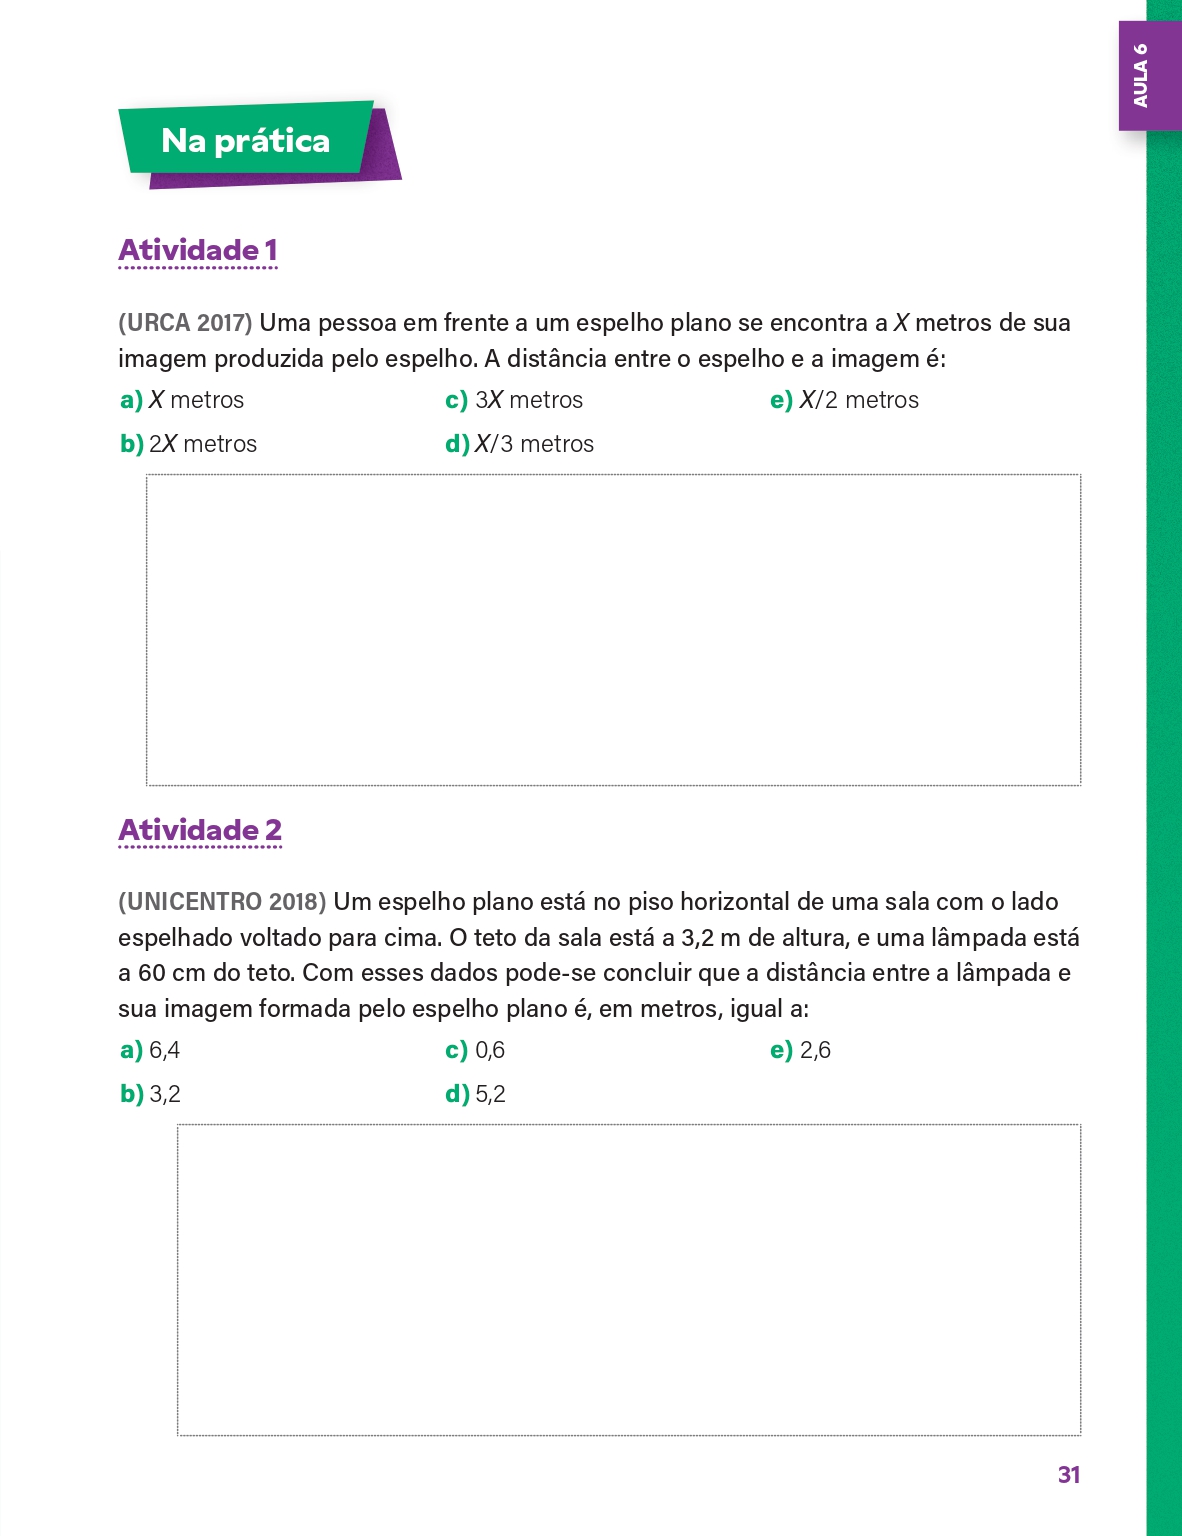 AULA 6
Na prática
Atividade 1
(URCA 2017) Uma pessoa em frente a um espelho plano se encontra a X metros de sua
imagem produzida pelo espelho. A distância entre o espelho e a imagem é:
a) X metros
b) 2X metros
c) 3X metros
d) X/3 metros
e) X/2 metros
Atividade 2
(UNICENTRO 2018) Um espelho plano está no piso horizontal de uma sala com o lado
espelhado voltado para cima. O teto da sala está a 3,2 m de altura, e uma lâmpada está
a 60 cm do teto. Com esses dados pode-se concluir que a distância entre a lâmpada e
sua imagem formada pelo espelho plano é, em metros, igual a:
a) 6,4
b) 3,2
c) 0,6
d) 5,2
e) 2,6
31